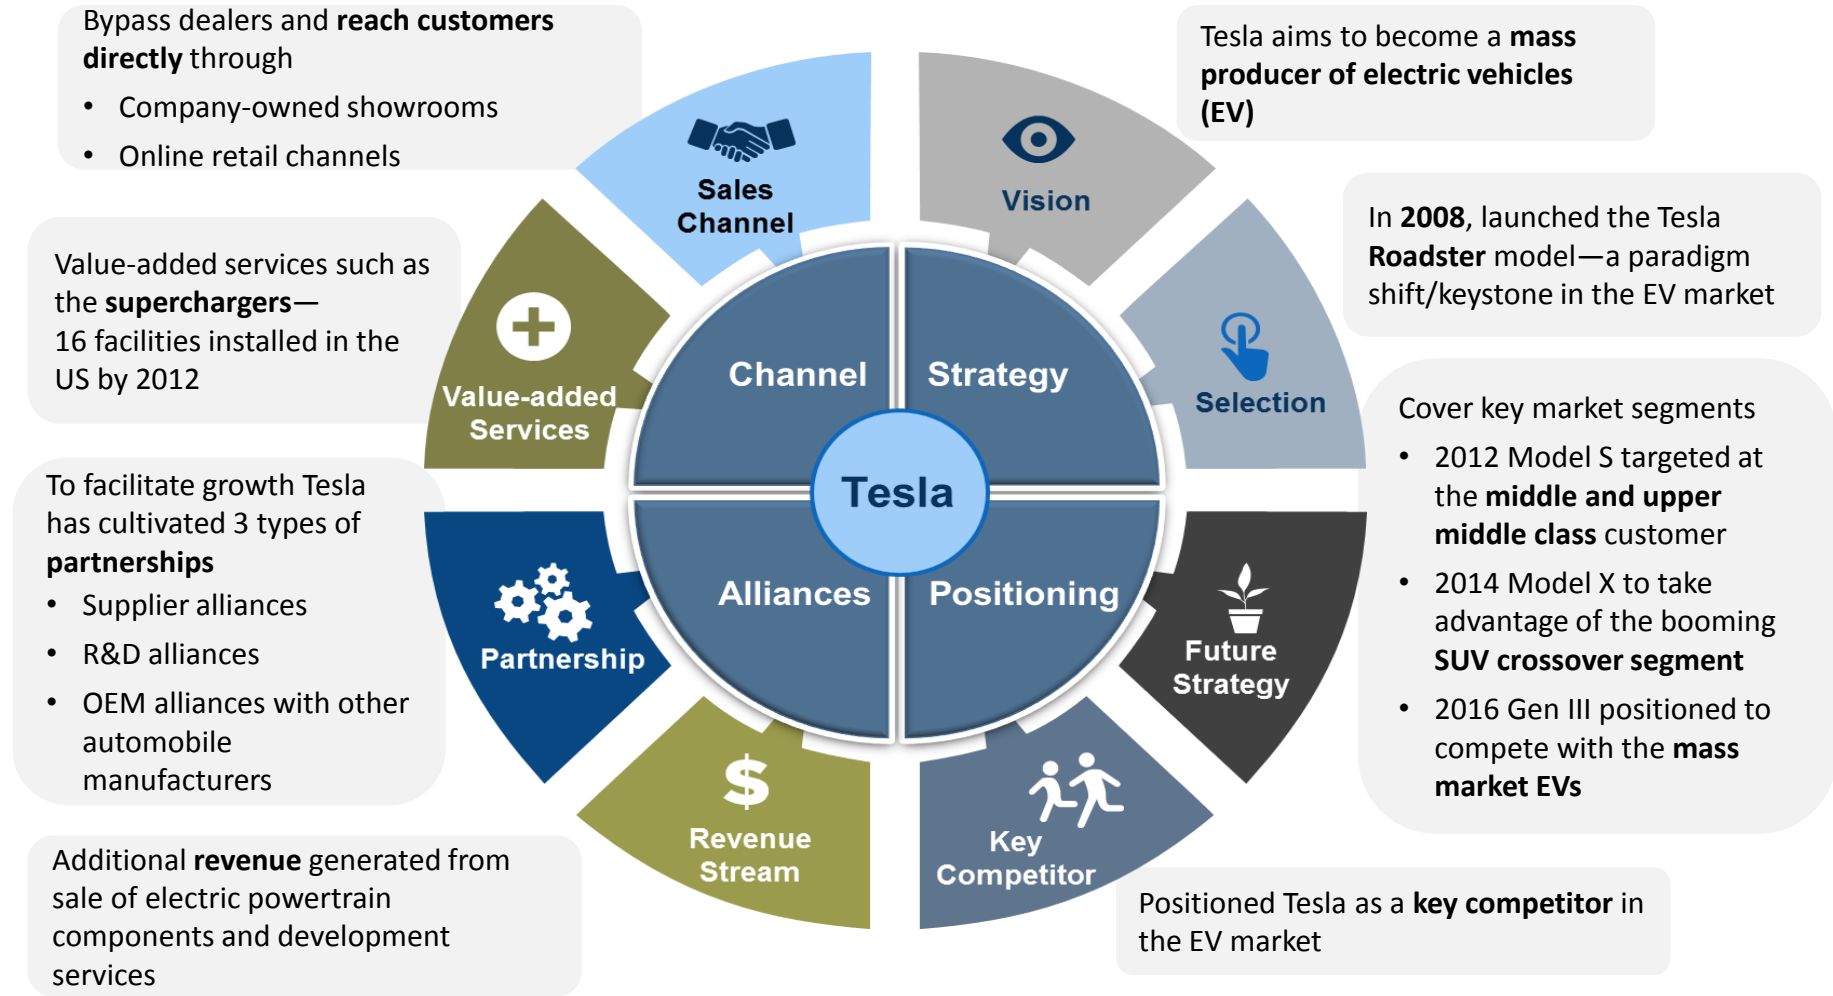 Bypass dealers and reach customers
directly through
• Company-owned showrooms
• Online retail channels
Tesla aims to become a mass
producer of electric vehicles
(EV)
Sales
Channel
Vision
Value-added services such as
the superchargers—
16 facilities installed in the
US by 2012
In 2008, launched the Tesla
Roadster model—a paradigm
shift/keystone in the EV market
Value-added
Services
Selection
Channel
Strategy
Tesla
Alliances
Positioning
To facilitate growth Tesla
has cultivated 3 types of
partnerships
• Supplier alliances
• R&D alliances
• OEM alliances with other
automobile
manufacturers
Cover key market segments
• 2012 Model S targeted at
the middle and upper
middle class customer
• 2014 Model X to take
advantage of the booming
SUV crossover segment
• 2016 Gen III positioned to
compete with the mass
market EVs
Partnership
Future
Strategy
$
Revenue
Stream
Key
Competitor
Additional revenue generated from
sale of electric powertrain
components and development
services
Positioned Tesla as a key competitor in
the EV market